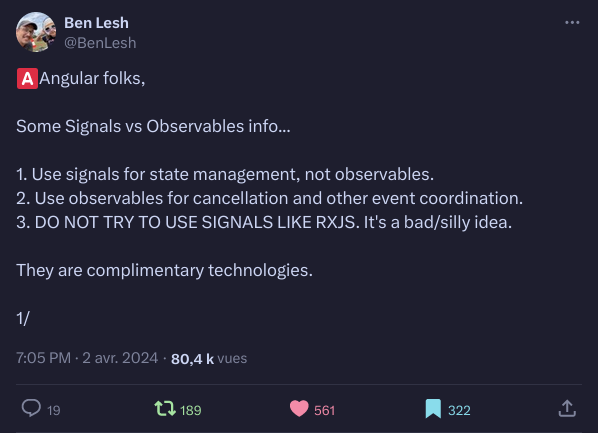 Ben Lesh
@BenLesh
🅰Angular folks,
Some Signals vs Observables info...
1. Use signals for state management, not observables.
2. Use observables for cancellation and other event coordination.
3. DO NOT TRY TO USE SIGNALS LIKE RXJS. It's a bad/silly idea.
They are complimentary technologies.
1/
7:05 PM · 2 avr. 2024 · 80,4 k vues
19 189 561 322